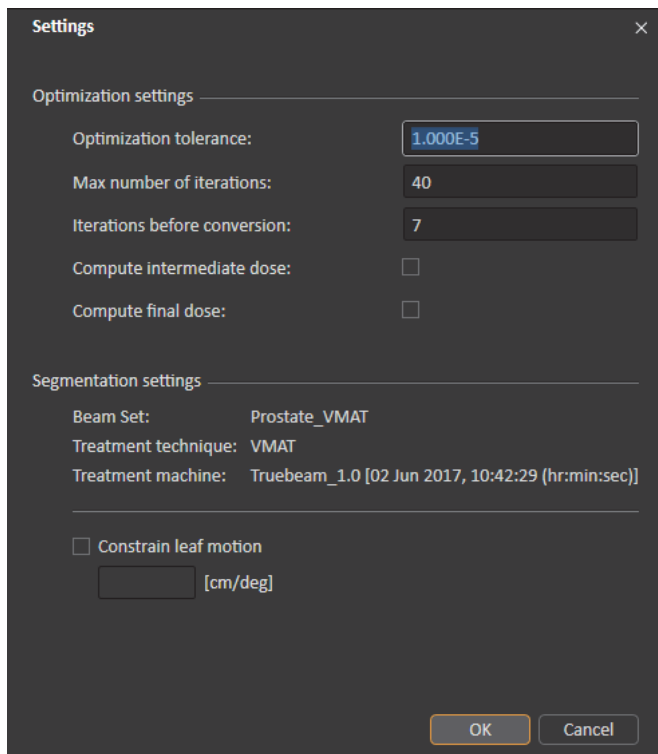 Settings
Optimization settings
Optimization tolerance: 1.000E-5
Max number of iterations: 40
Iterations before conversion: 7
Compute intermediate dose:
Compute final dose:
Segmentation settings
Beam Set: Prostate_VMAT
Treatment technique: VMAT
Treatment machine: Truebeam_1.0 [02 Jun 2017, 10:42:29 (hr:min:sec)]
Constrain leaf motion
[cm/deg]
OK Cancel